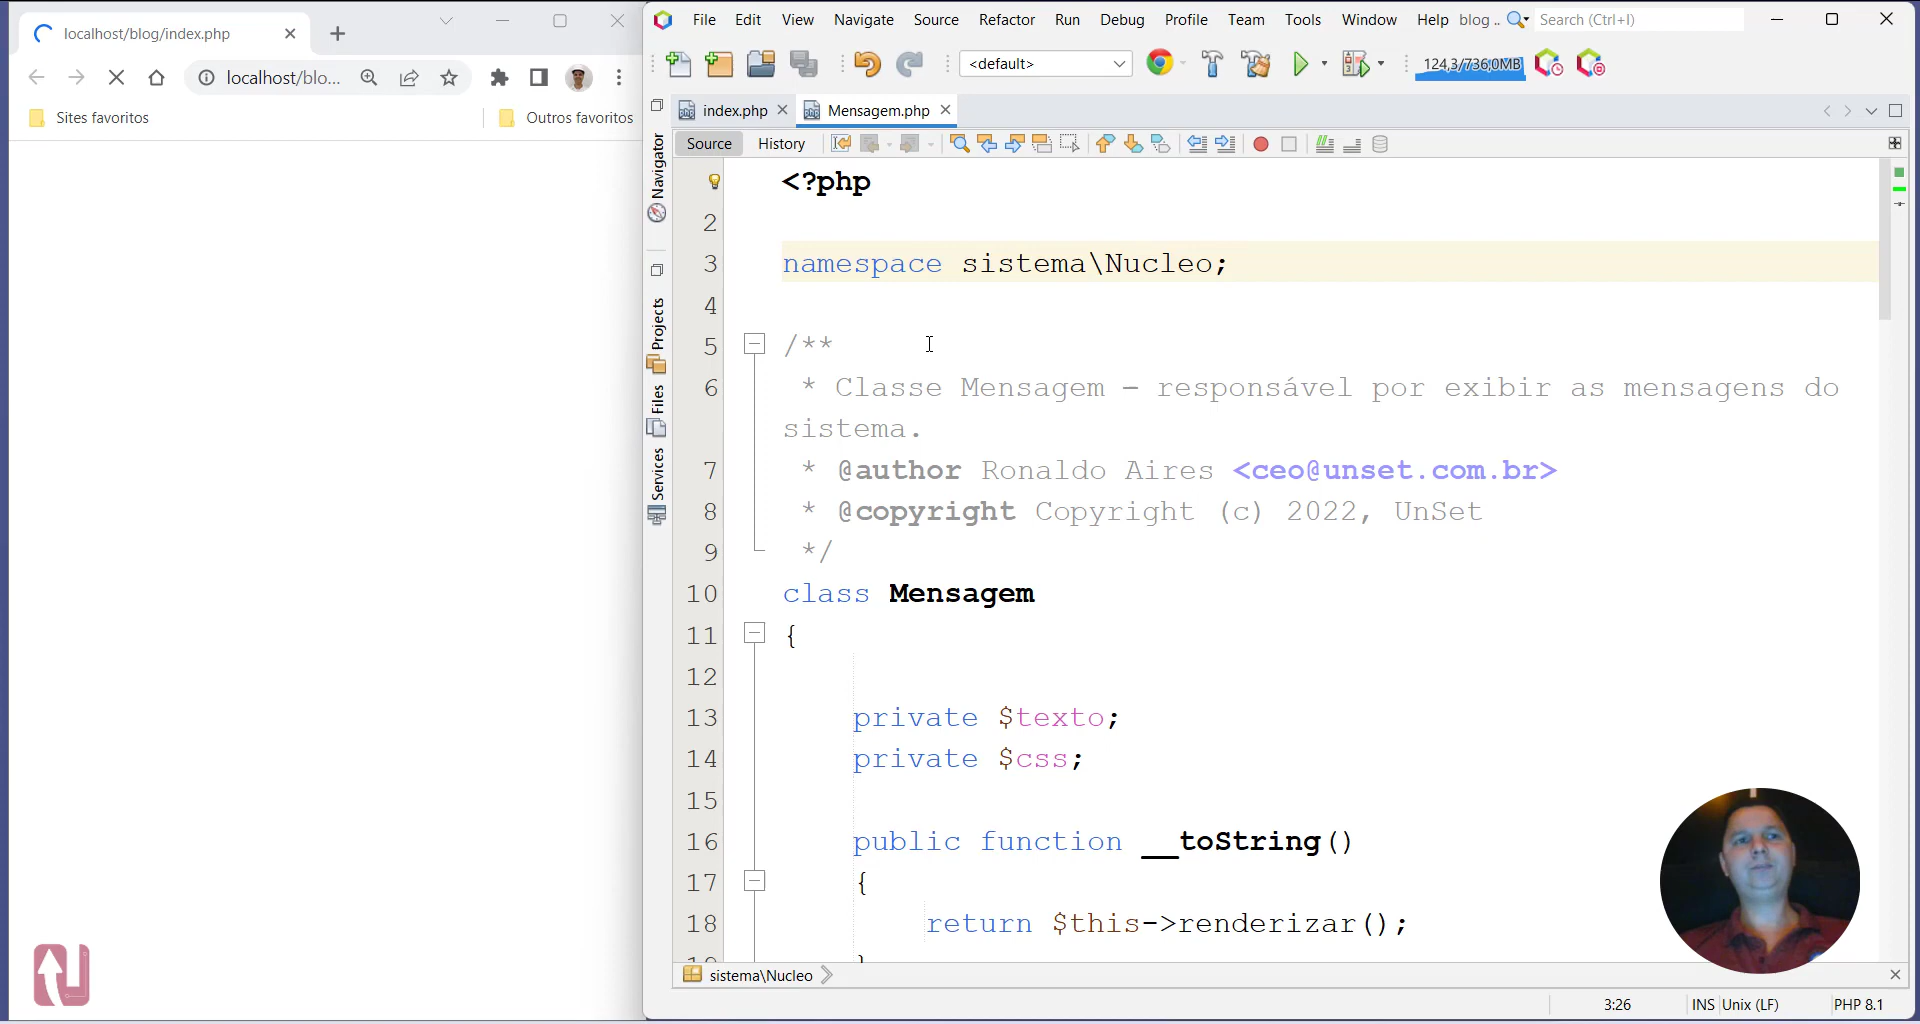 localhost/blog/index.php
localhost/blo...
Sites favoritos
Outros favoritos
File Edit View Navigate Source Refactor Run Debug Profile Team Tools Window Help blog ..
Search (Ctrl+I)
<default>
124,3/736,0MB
index.php
Mensagem.php
Source History
Navigator
Projects
Files
Services
<?php
2
3 namespace sistema\Nucleo;
4
5 /**
6 * Classe Mensagem - responsável por exibir as mensagens do
sistema.
7 * @author Ronaldo Aires <ceo@unset.com.br>
8 * @copyright Copyright (c) 2022, UnSet
9 */
10 class Mensagem
11 {
12
13 private $texto;
14 private $css;
15
16 public function __toString()
17 {
18 return $this->renderizar();
sistema\Nucleo
3:26 INS Unix (LF) PHP 8.1